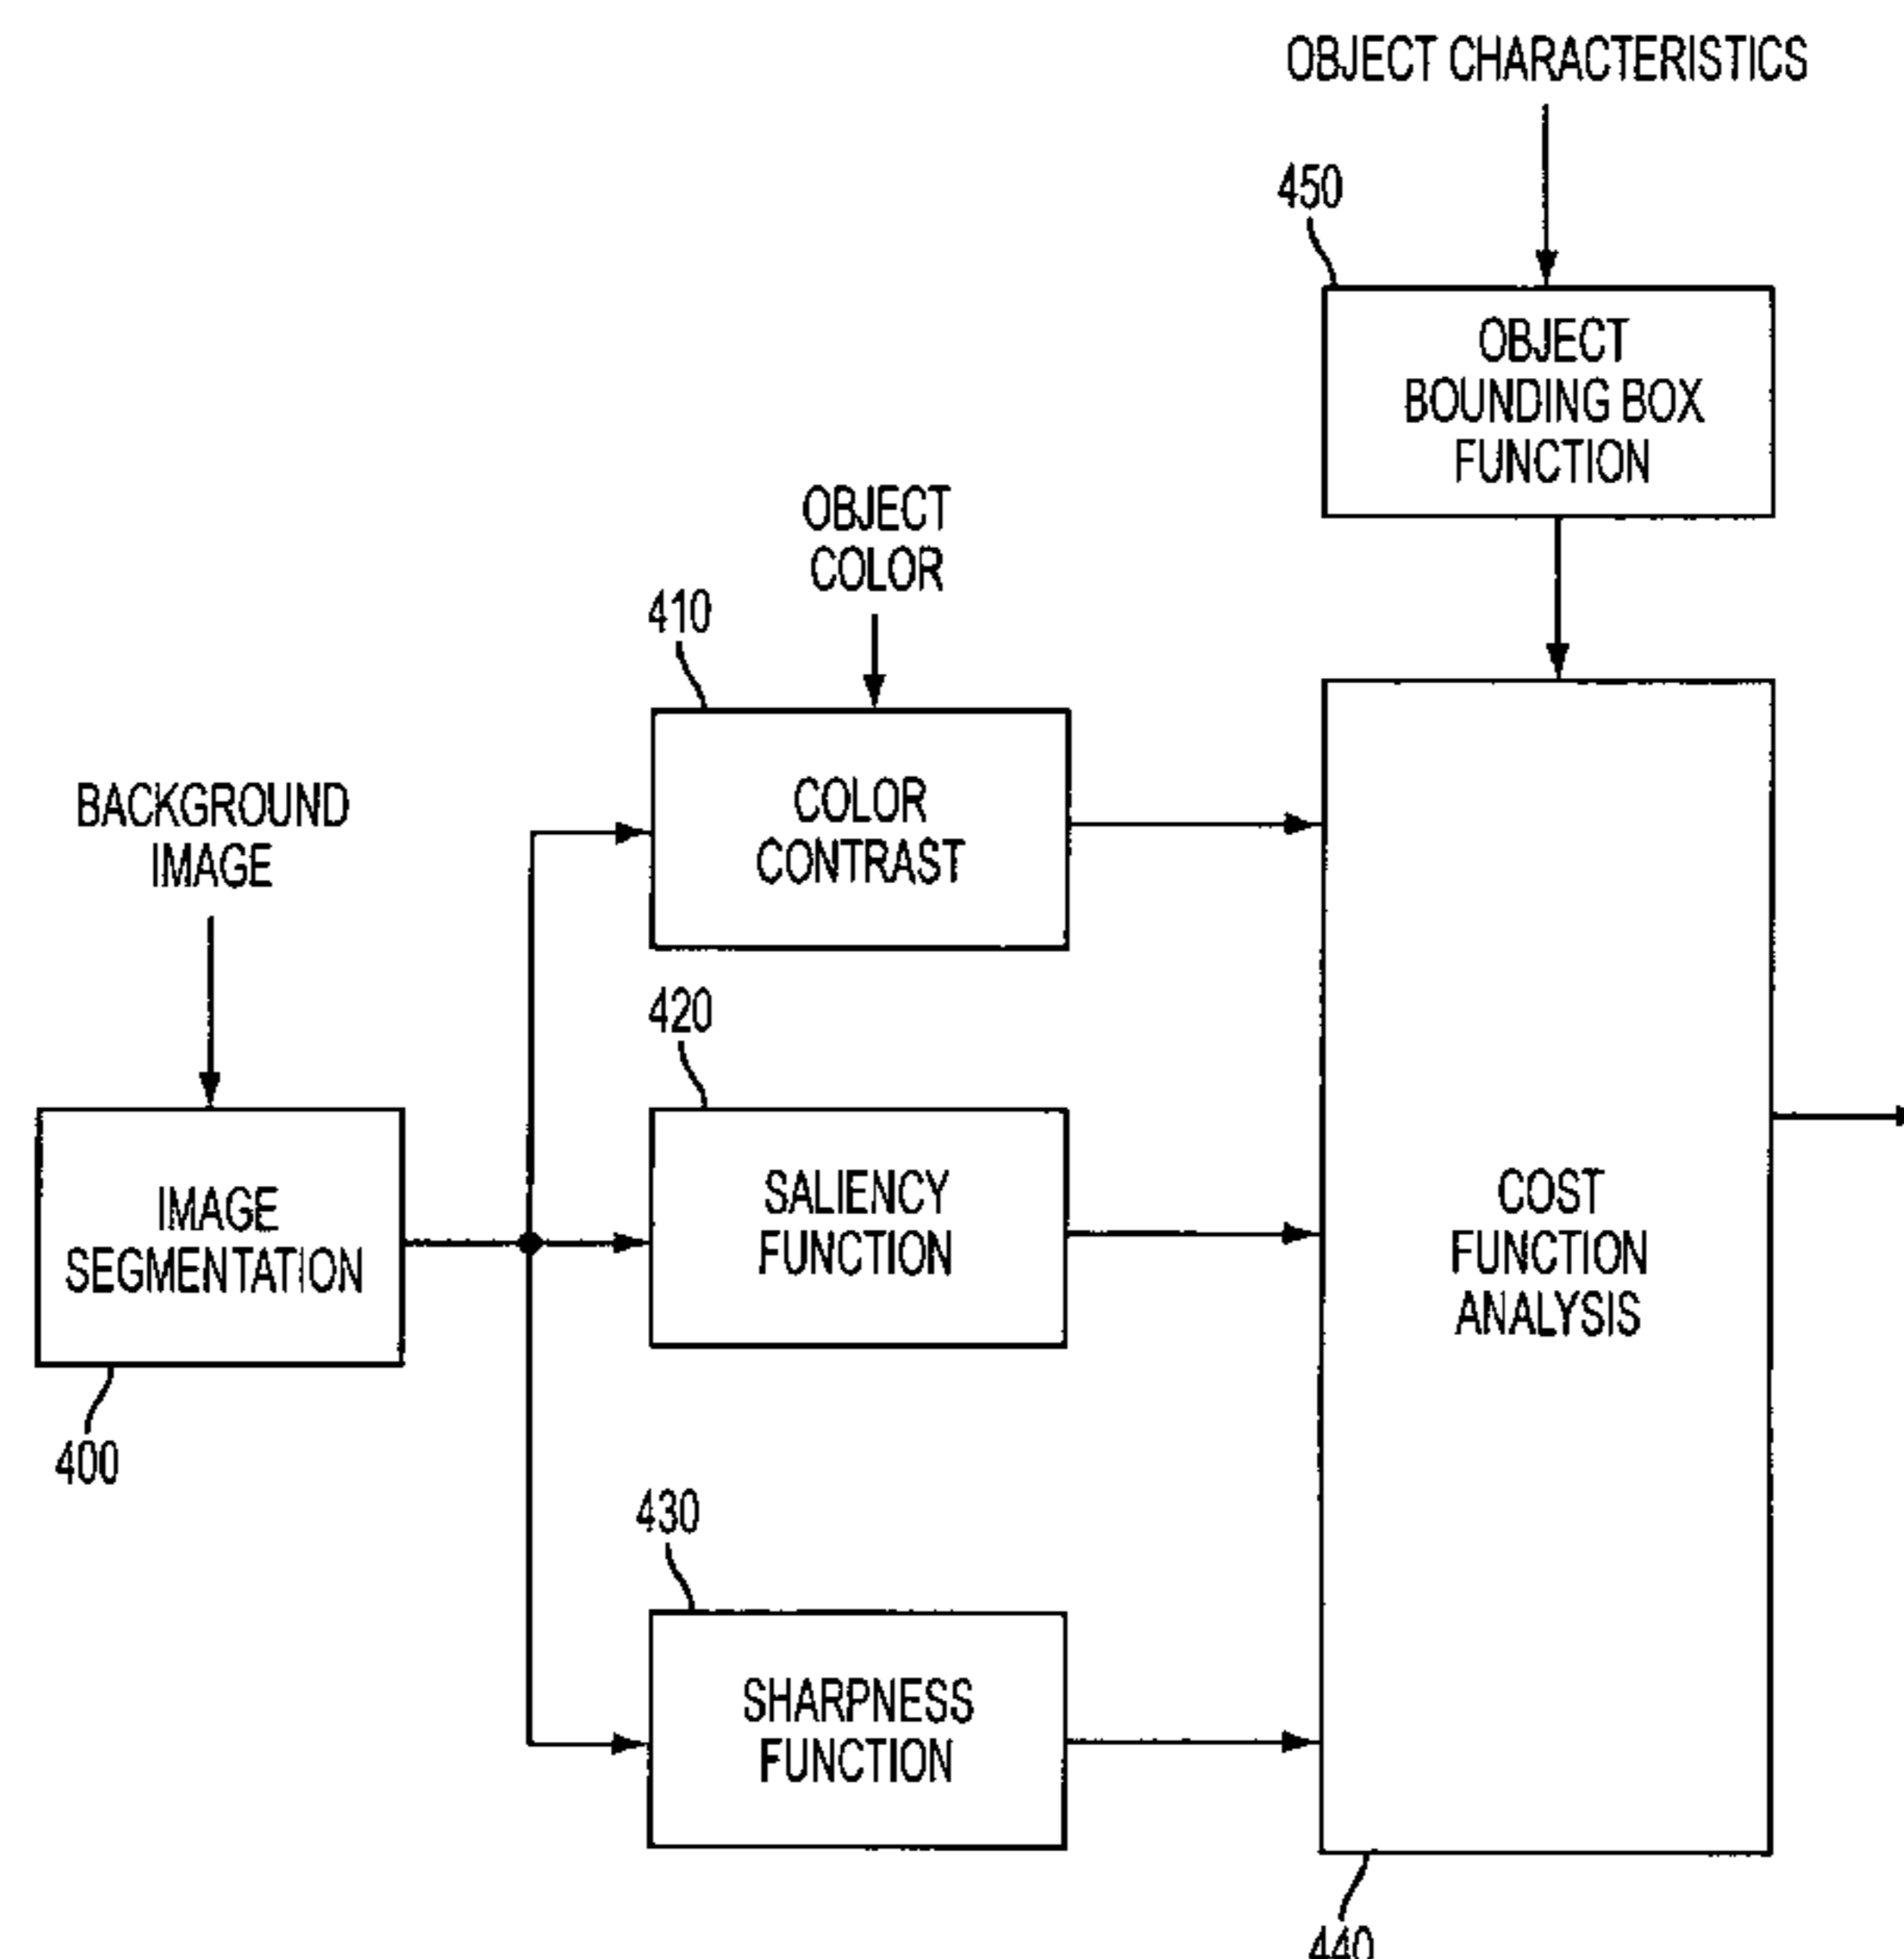 OBJECT CHARACTERISTICS
450
OBJECT
BOUNDING BOX
FUNCTION
OBJECT
COLOR
410
COLOR
CONTRAST
BACKGROUND
IMAGE
420
SALIENCY
FUNCTION
IMAGE
SEGMENTATION
400
COST
FUNCTION
ANALYSIS
430
SHARPNESS
FUNCTION
440